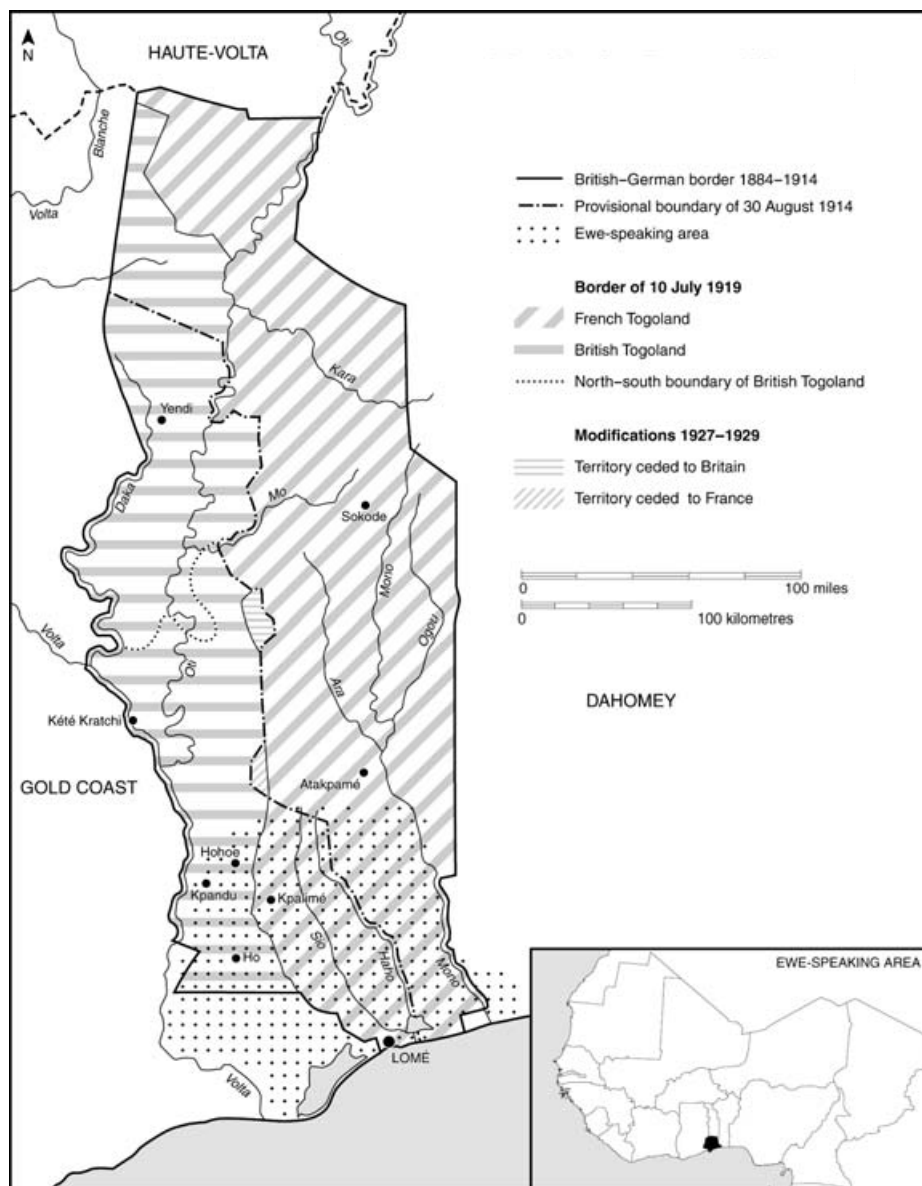 N
HAUTE-VOLTA
Oti
Blanche
Volta
British–German border 1884–1914
Provisional boundary of 30 August 1914
Ewe-speaking area
Border of 10 July 1919
French Togoland
British Togoland
North–south boundary of British Togoland
Modifications 1927–1929
Territory ceded to Britain
Territory ceded to France
0 100 miles
0 100 kilometres
Kara
Yendi
Daka
Mo
Sokode
Mono
Ogou
Volta
Oti
Ara
DAHOMEY
Kété Kratchi
GOLD COAST
Atakpamé
Hohoe
Kpandu
Kpalimé
Sio
Haho
Mono
Ho
LOMÉ
Volta
EWE-SPEAKING AREA